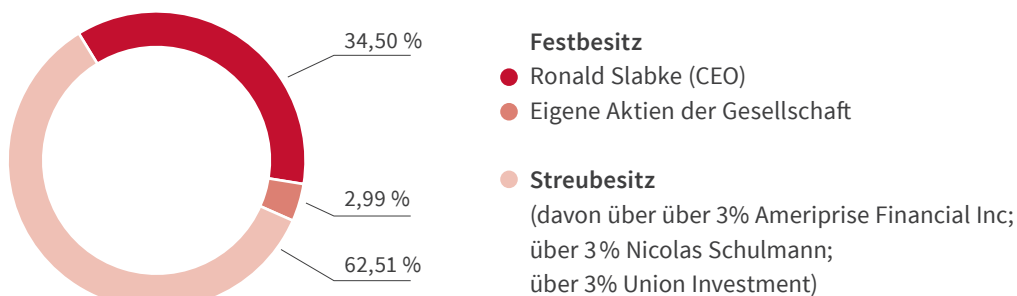 34,50 %
2,99 %
62,51 %
Festbesitz
Ronald Slabke (CEO)
Eigene Aktien der Gesellschaft
Streubesitz
(davon über über 3% Ameriprise Financial Inc;
über 3% Nicolas Schulmann;
über 3% Union Investment)